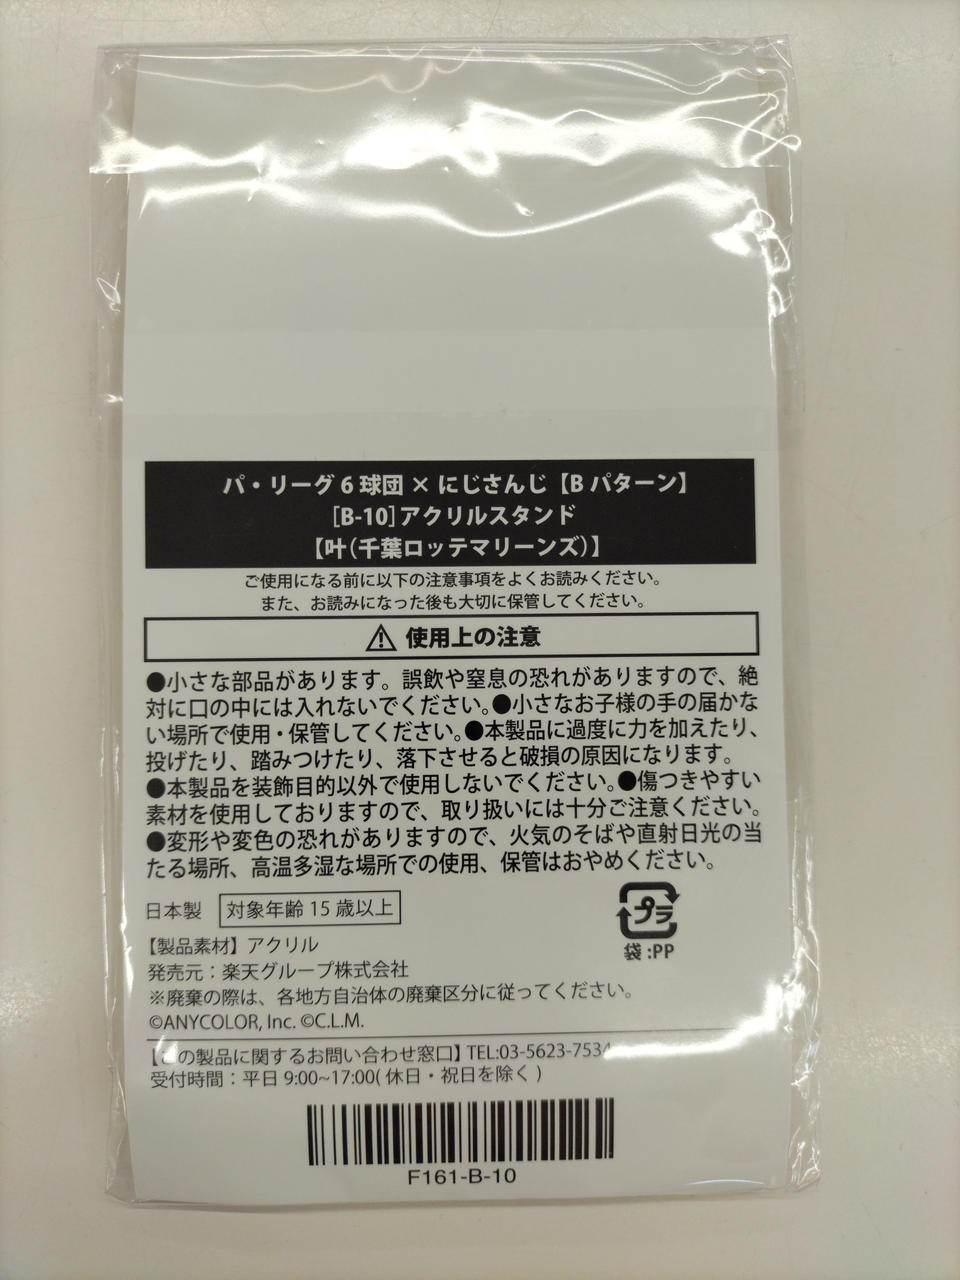 パ・リーグ 6 球団 × にじさんじ【B パターン】
[B-10]アクリルスタンド
【叶（千葉ロッテマリーンズ）】
ご使用になる前に以下の注意事項をよくお読みください。
また、お読みになった後も大切に保管してください。
使用上の注意
●小さな部品があります。誤飲や窒息の恐れがありますので、絶
対に口の中には入れないでください。●小さなお子様の手の届かな
い場所で使用・保管してください。●本製品に過度に力を加えたり、
投げたり、踏みつけたり、落下させると破損の原因になります。
●本製品を装飾目的以外で使用しないでください。●傷つきやすい
素材を使用しておりますので、取り扱いには十分ご注意ください。
●変形や変色の恐れがありますので、火気のそばや直射日光の当
たる場所、高温多湿な場所での使用、保管はおやめください。
日本製 対象年齢 15 歳以上
プラ
袋:PP
【製品素材】アクリル
発売元：楽天グループ株式会社
※廃棄の際は、各地方自治体の廃棄区分に従ってください。
©ANYCOLOR, Inc. ©C.L.M.
【この製品に関するお問い合わせ窓口】TEL:03-5623-7534
受付時間：平日 9:00~17:00( 休日・祝日を除く )
F161-B-10